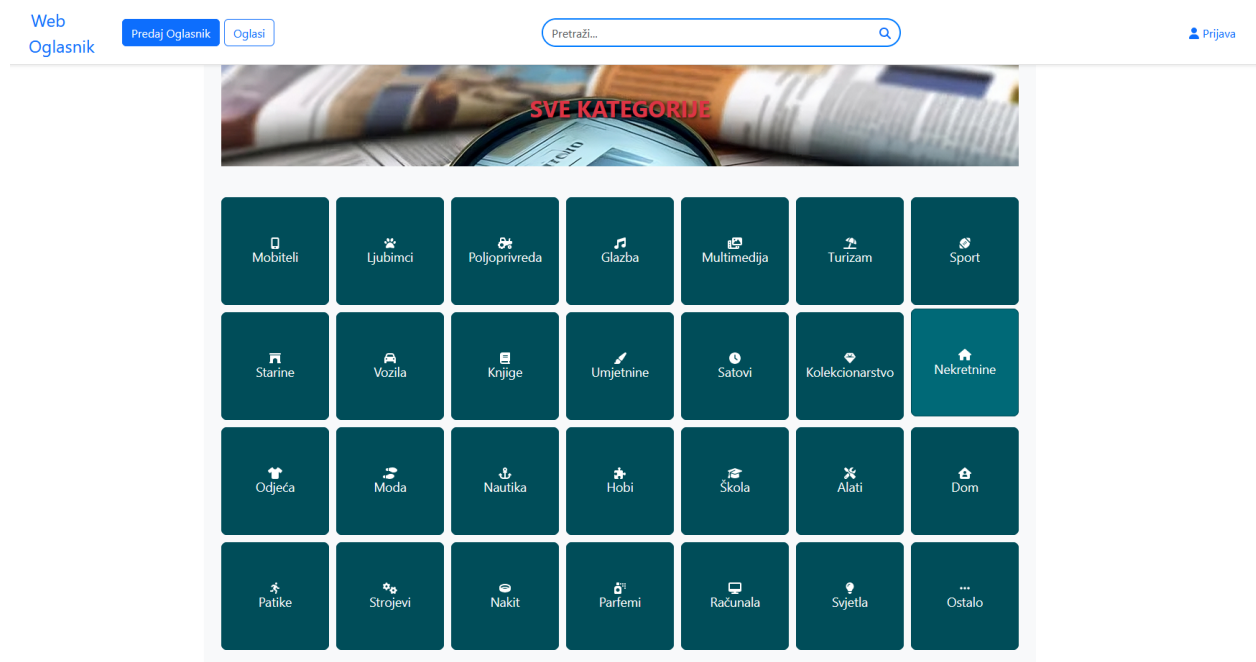 Web
Oglasnik
Predaj Oglasnik
Oglasi
Pretraži...
Prijava
SVE KATEGORIJE
Mobiteli
Ljubimci
Poljoprivreda
Glazba
Multimedija
Turizam
Sport
Starine
Vozila
Knjige
Umjetnine
Satovi
Kolekcionarstvo
Nekretnine
Odjeća
Moda
Nautika
Hobi
Škola
Alati
Dom
Patike
Strojevi
Nakit
Parfemi
Računala
Svjetla
Ostalo